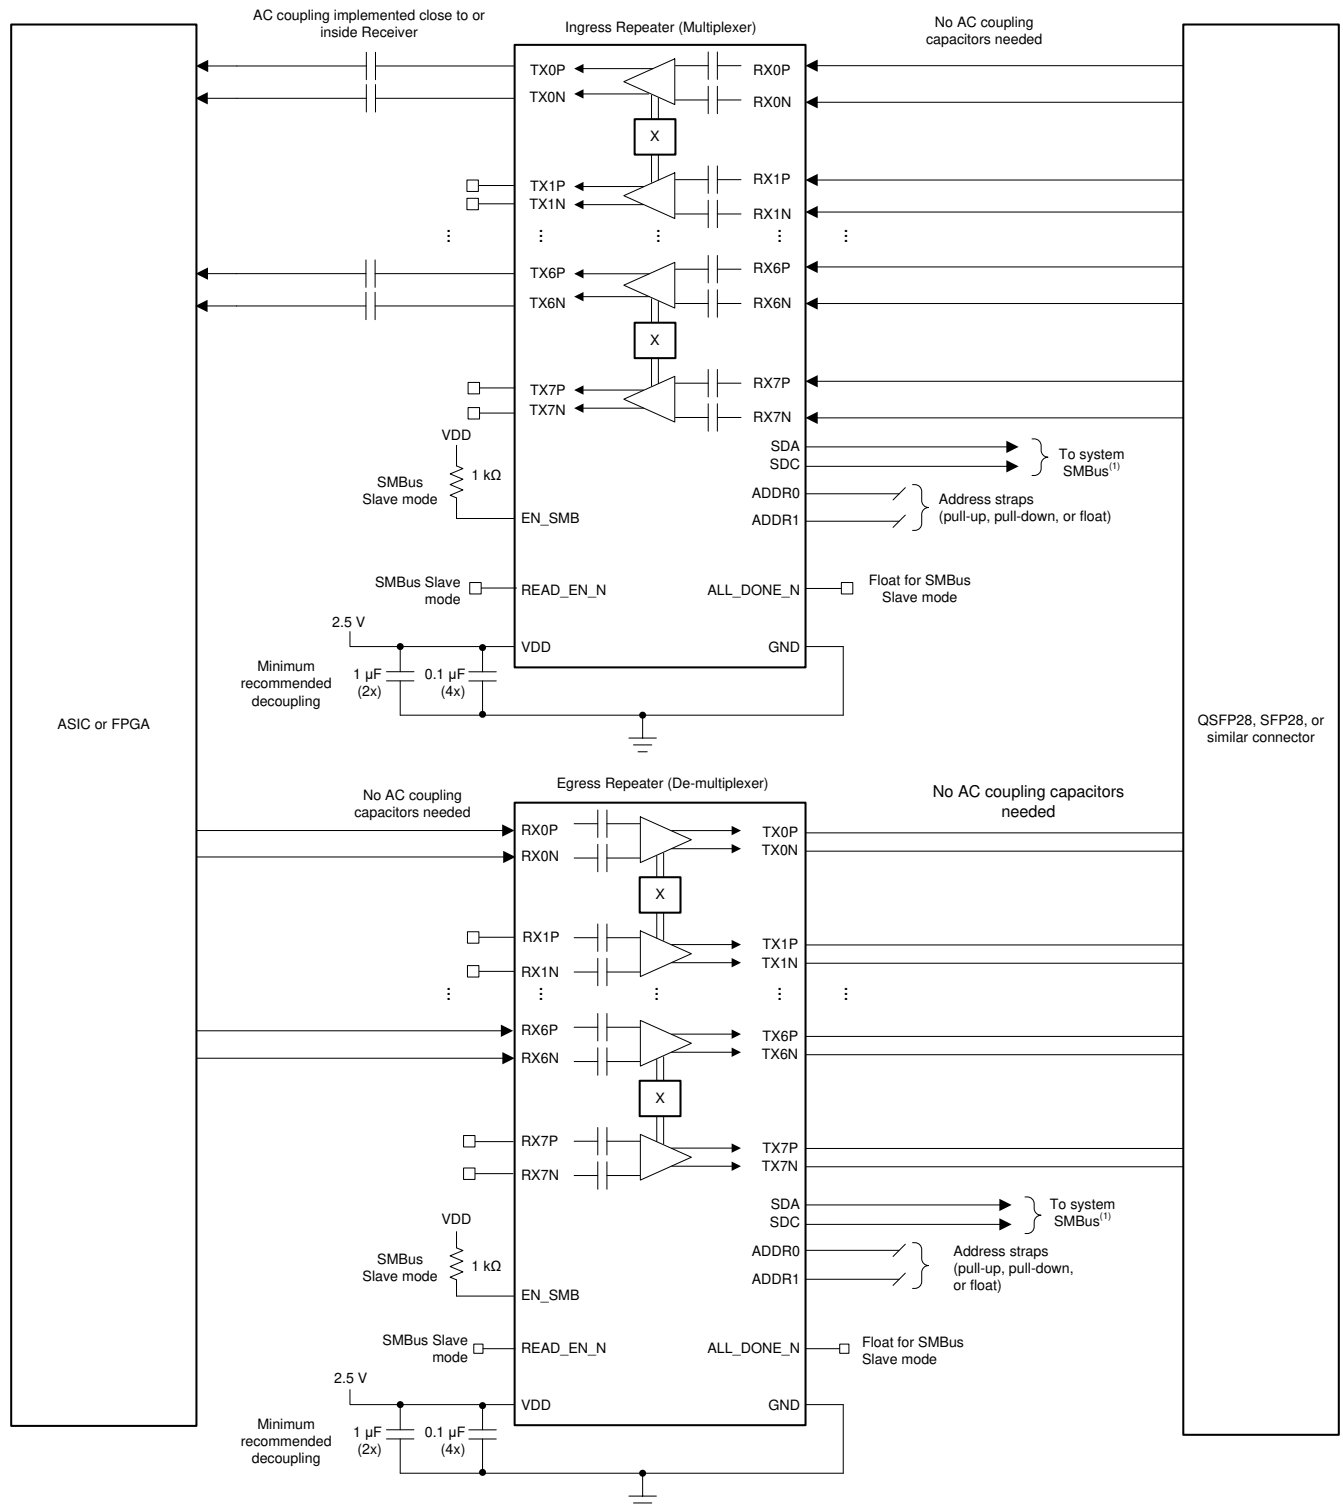 AC coupling implemented close to or
inside Receiver
Ingress Repeater (Multiplexer)
No AC coupling
capacitors needed
TX0P
RX0P
TX0N
RX0N
X
TX1P
RX1P
TX1N
RX1N
⋮ ⋮ ⋮ ⋮ ⋮
TX6P
RX6P
TX6N
RX6N
X
TX7P
RX7P
TX7N
RX7N
VDD
1 kΩ
SMBus
Slave mode
EN_SMB
SDA
SDC
To system
SMBus(1)
ADDR0
ADDR1
Address straps
(pull-up, pull-down, or float)
SMBus Slave
mode
READ_EN_N
ALL_DONE_N
Float for SMBus
Slave mode
2.5 V
VDD
GND
Minimum
recommended
decoupling
1 µF
(2x)
0.1 µF
(4x)
ASIC or FPGA
QSFP28, SFP28, or
similar connector
Egress Repeater (De-multiplexer)
No AC coupling
capacitors needed
No AC coupling capacitors
needed
RX0P
TX0P
RX0N
TX0N
X
RX1P
TX1P
RX1N
TX1N
⋮ ⋮ ⋮ ⋮ ⋮
RX6P
TX6P
RX6N
TX6N
X
RX7P
TX7P
RX7N
TX7N
VDD
1 kΩ
SMBus
Slave mode
EN_SMB
SDA
SDC
To system
SMBus(1)
ADDR0
ADDR1
Address straps
(pull-up, pull-down,
or float)
SMBus Slave
mode
READ_EN_N
ALL_DONE_N
Float for SMBus
Slave mode
2.5 V
VDD
GND
Minimum
recommended
decoupling
1 µF
(2x)
0.1 µF
(4x)